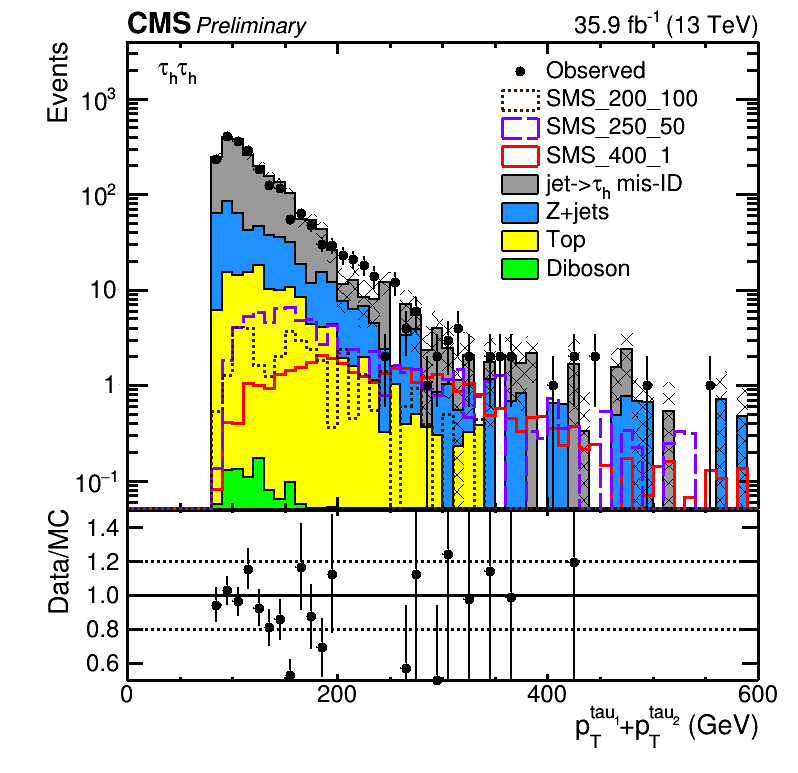 CMS Preliminary 35.9 fb⁻¹ (13 TeV)
Events
τₕτₕ
Observed
SMS_200_100
SMS_250_50
SMS_400_1
jet->τₕ mis-ID
Z+jets
Top
Diboson
10³
10²
10
1
10⁻¹
Data/MC
1.4
1.2
1.0
0.8
0.6
0 200 400 600
p_T^{tau₁}+p_T^{tau₂} (GeV)